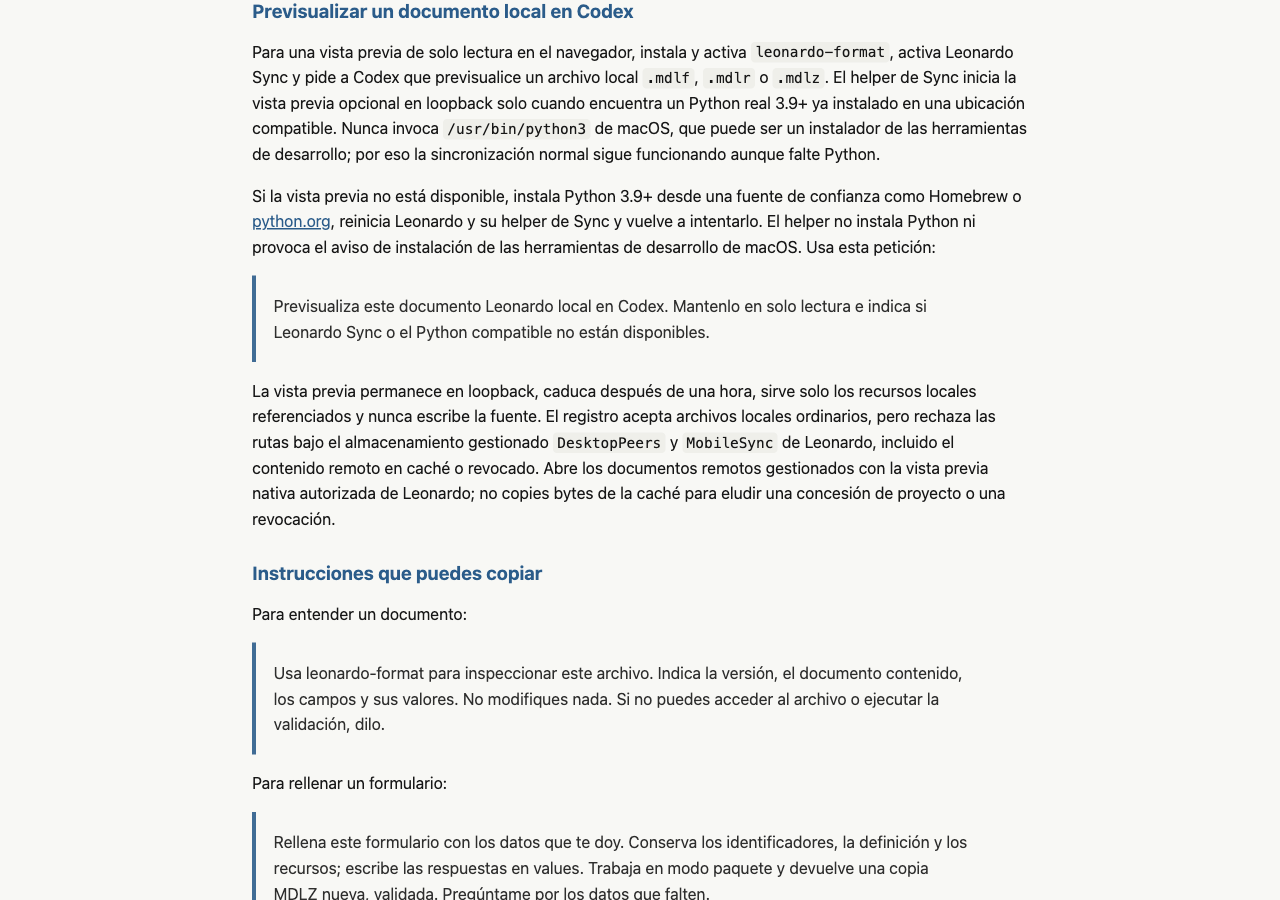 Previsualizar un documento local en Codex
Para una vista previa de solo lectura en el navegador, instala y activa leonardo-format, activa Leonardo
Sync y pide a Codex que previsualice un archivo local .mdlf, .mdlr o .mdlz. El helper de Sync inicia la
vista previa opcional en loopback solo cuando encuentra un Python real 3.9+ ya instalado en una ubicación
compatible. Nunca invoca /usr/bin/python3 de macOS, que puede ser un instalador de las herramientas
de desarrollo; por eso la sincronización normal sigue funcionando aunque falte Python.
Si la vista previa no está disponible, instala Python 3.9+ desde una fuente de confianza como Homebrew o
python.org, reinicia Leonardo y su helper de Sync y vuelve a intentarlo. El helper no instala Python ni
provoca el aviso de instalación de las herramientas de desarrollo de macOS. Usa esta petición:
Previsualiza este documento Leonardo local en Codex. Mantenlo en solo lectura e indica si
Leonardo Sync o el Python compatible no están disponibles.
La vista previa permanece en loopback, caduca después de una hora, sirve solo los recursos locales
referenciados y nunca escribe la fuente. El registro acepta archivos locales ordinarios, pero rechaza las
rutas bajo el almacenamiento gestionado DesktopPeers y MobileSync de Leonardo, incluido el
contenido remoto en caché o revocado. Abre los documentos remotos gestionados con la vista previa
nativa autorizada de Leonardo; no copies bytes de la caché para eludir una concesión de proyecto o una
revocación.
Instrucciones que puedes copiar
Para entender un documento:
Usa leonardo-format para inspeccionar este archivo. Indica la versión, el documento contenido,
los campos y sus valores. No modifiques nada. Si no puedes acceder al archivo o ejecutar la
validación, dilo.
Para rellenar un formulario:
Rellena este formulario con los datos que te doy. Conserva los identificadores, la definición y los
recursos; escribe las respuestas en values. Trabaja en modo paquete y devuelve una copia
MDLZ nueva, validada. Pregúntame por los datos que falten.